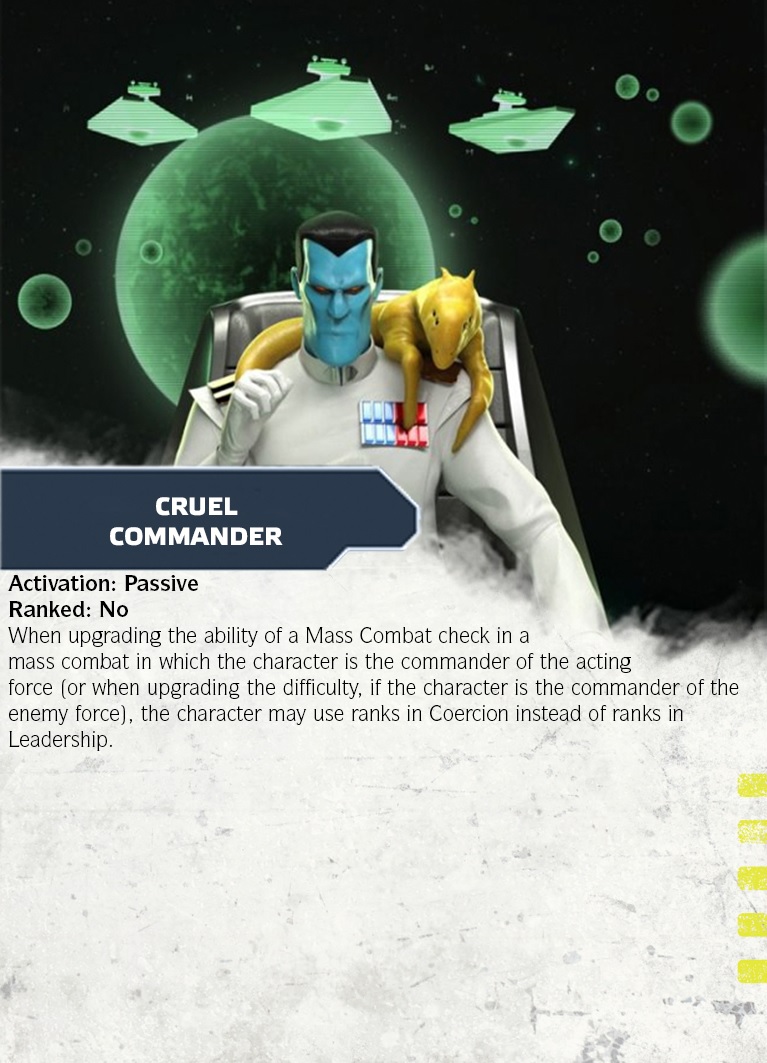 CRUEL
COMMANDER
Activation: Passive
Ranked: No
When upgrading the ability of a Mass Combat check in a
mass combat in which the character is the commander of the acting
force (or when upgrading the difficulty, if the character is the commander of the
enemy force), the character may use ranks in Coercion instead of ranks in
Leadership.